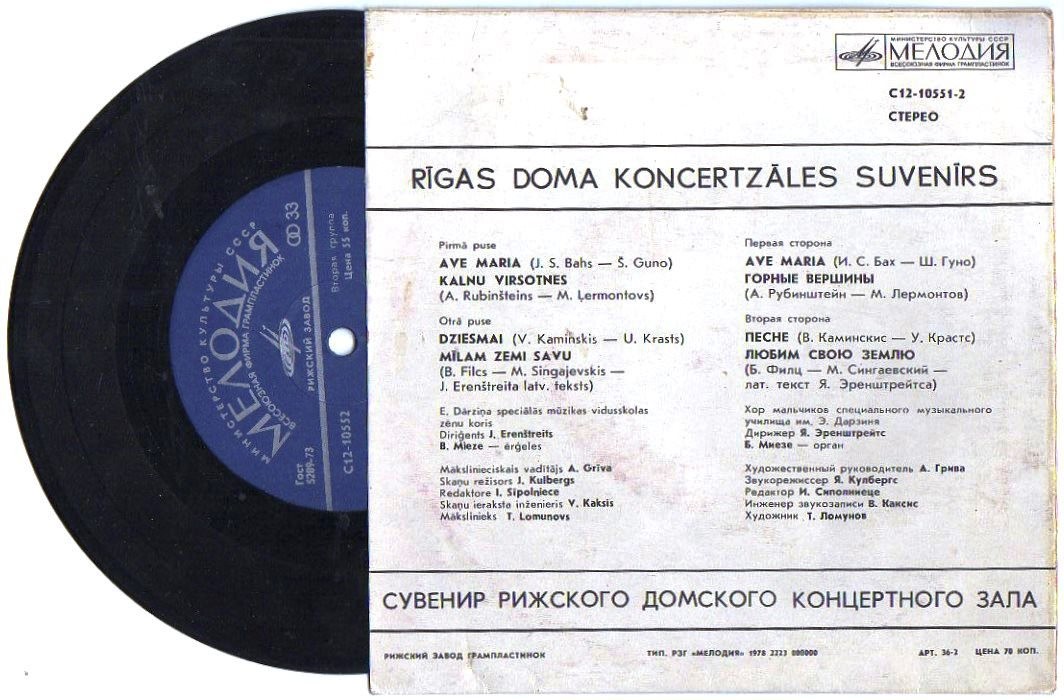 МИНИСТЕРСТВО КУЛЬТУРЫ СССР
МЕЛОДИЯ
ВСЕСОЮЗНАЯ ФИРМА ГРАМПЛАСТИНОК
С12-10551-2
СТЕРЕО
RĪGAS DOMA KONCERTZĀLES SUVENĪRS
Pirmā puse
AVE MARIA (J. S. Bahs — Š. Guno)
KALNU VIRSOTNES
(A. Rubinšteins — M. Ļermontovs)
Otrā puse
DZIESMAI (V. Kaminskis — U. Krasts)
MĪLAM ZEMI SAVU
(B. Filcs — M. Singajevskis —
J. Erenštreita latv. teksts)
E. Dārziņa speciālās mūzikas vidusskolas
zēnu koris
Diriģents J. Erenštreits
B. Mieze — ērģeles
Mākslinieciskais vadītājs A. Grīva
Skaņu režisors J. Kulbergs
Redaktore I. Sīpolniece
Skaņu ieraksta inženieris V. Kaksis
Mākslinieks T. Lomunovs
Первая сторона
AVE MARIA (И. С. Бах — Ш. Гуно)
ГОРНЫЕ ВЕРШИНЫ
(А. Рубинштейн — М. Лермонтов)
Вторая сторона
ПЕСНЕ (В. Каминскис — У. Крастс)
ЛЮБИМ СВОЮ ЗЕМЛЮ
(Б. Филц — М. Сингаевский —
лат. текст Я. Эренштрейтса)
Хор мальчиков специального музыкального
училища им. Э. Дарзиня
Дирижер Я. Эренштрейтс
Б. Миезе — орган
Художественный руководитель А. Грива
Звукорежиссер Я. Кулбергс
Редактор И. Сиполниеце
Инженер звукозаписи В. Каксис
Художник Т. Ломунов
СУВЕНИР РИЖСКОГО ДОМСКОГО КОНЦЕРТНОГО ЗАЛА
РИЖСКИЙ ЗАВОД ГРАМПЛАСТИНОК
ТИП. РЗГ «МЕЛОДИЯ» 1978 2223
АРТ. 36-2 ЦЕНА 70 КОП.
МИНИСТЕРСТВО КУЛЬТУРЫ СССР
МЕЛОДИЯ
ВСЕСОЮЗНАЯ ФИРМА ГРАМПЛАСТИНОК
РИЖСКИЙ ЗАВОД
33
Вторая группа
Цена 55 коп.
Гост
5289-73
С12-10552